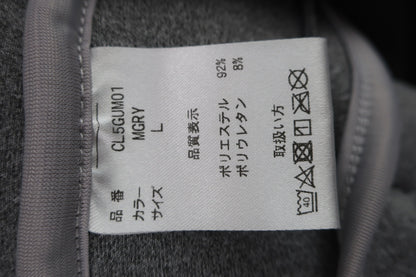 品 番 CL5GUM01
カラー MGRY
サイズ L
品質表示
ポリエステル 92%
ポリウレタン 8%
取扱い方
40